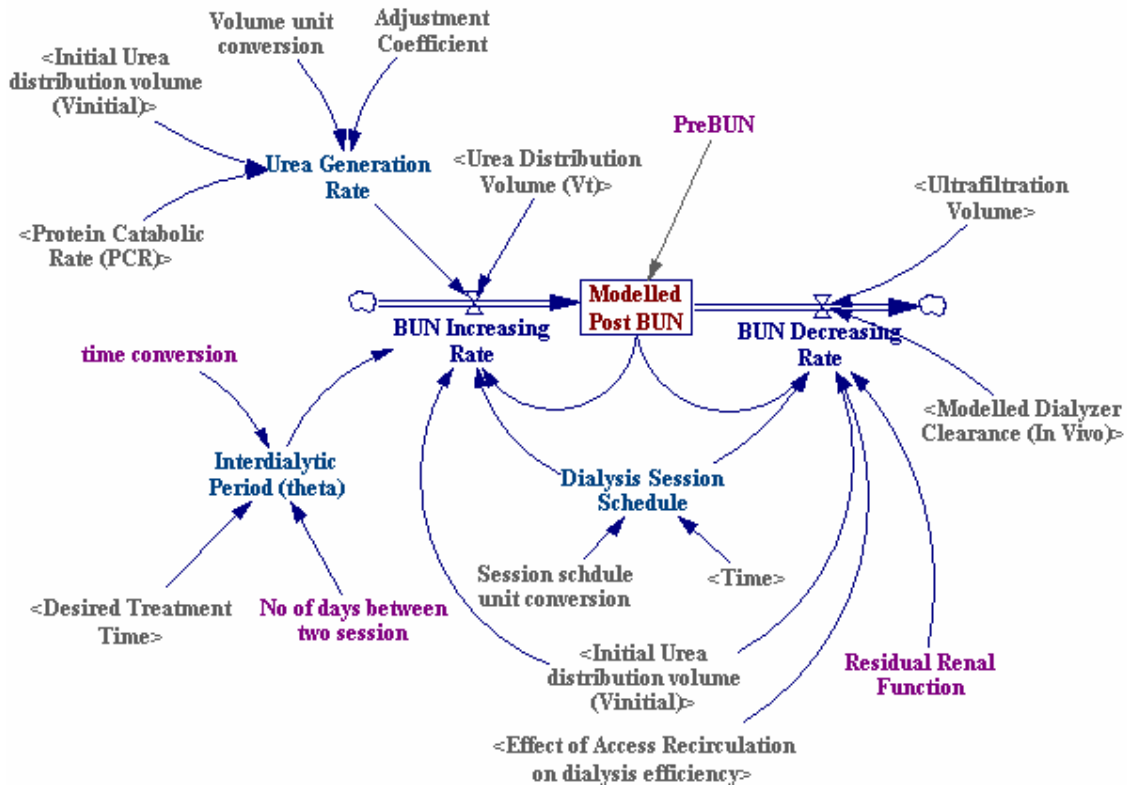 Volume unit
conversion
Adjustment
Coefficient
<Initial Urea
distribution volume
(Vinitial)>
PreBUN
Urea Generation
Rate
<Urea Distribution
Volume (Vt)>
<Ultrafiltration
Volume>
<Protein Catabolic
Rate (PCR)>
Modelled
Post BUN
BUN Increasing
Rate
BUN Decreasing
Rate
time conversion
<Modelled Dialyzer
Clearance (In Vivo)>
Interdialytic
Period (theta)
Dialysis Session
Schedule
Session schdule
unit conversion
<Time>
<Desired Treatment
Time>
No of days between
two session
<Initial Urea
distribution volume
(Vinitial)>
Residual Renal
Function
<Effect of Access Recirculation
on dialysis efficiency>